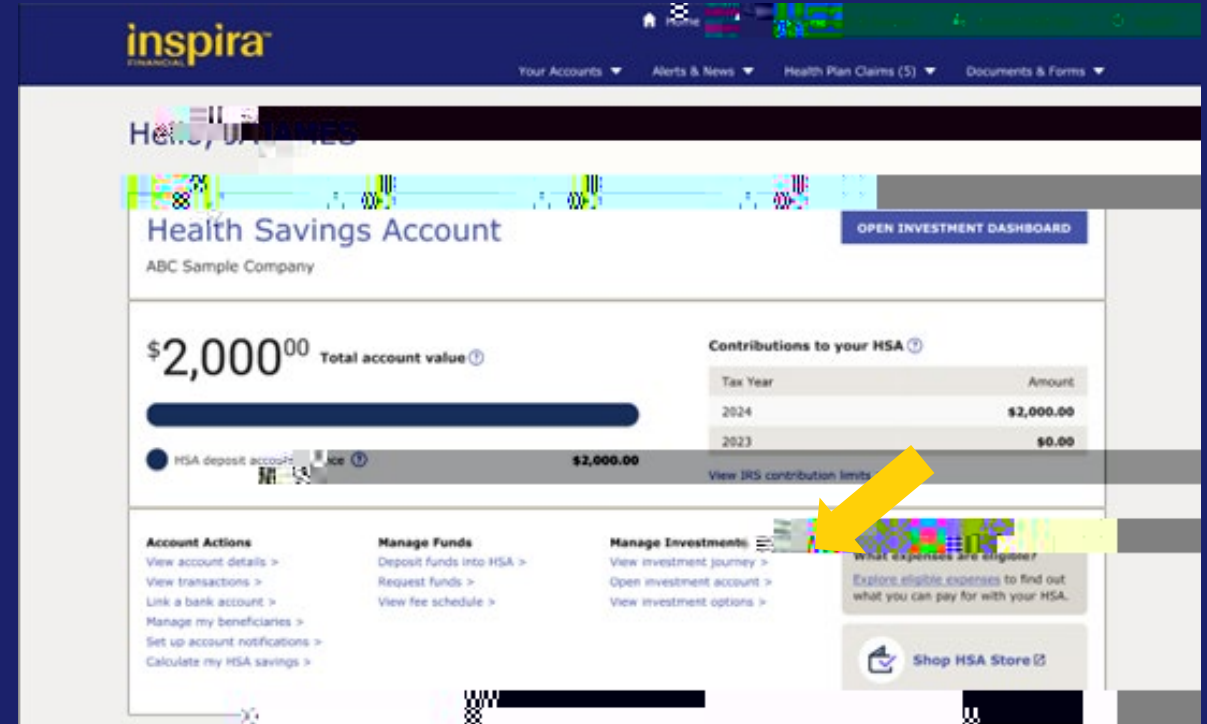 inspira™
FINANCIAL
Home
Your Accounts Alerts & News Health Plan Claims (5) Documents & Forms
Hello,
Health Savings Account
OPEN INVESTMENT DASHBOARD
ABC Sample Company
$2,000⁰⁰ Total account value
Contributions to your HSA
Tax Year Amount
2024 $2,000.00
2023 $0.00
HSA deposit $2,000.00
View IRS contribution limits
Account Actions
View account details >
View transactions >
Link a bank account >
Manage my beneficiaries >
Set up account notifications >
Calculate my HSA savings >
Manage Funds
Deposit funds into HSA >
Request funds >
View fee schedule >
Manage Investments
View investment journey >
Open investment account >
View investment options >
What expenses are eligible?
Explore eligible expenses to find out
what you can pay for with your HSA.
Shop HSA Store